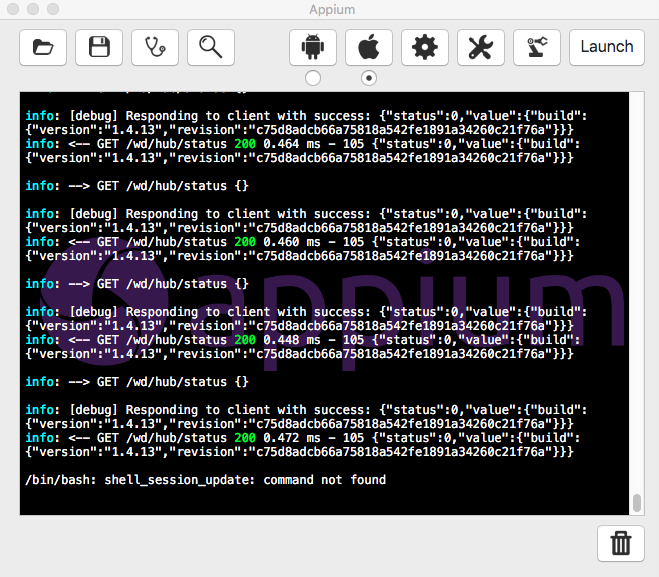 Appium
Launch
info: [debug] Responding to client with success: {"status":0,"value":{"build":
{"version":"1.4.13","revision":"c75d8adcb66a75818a542fe1891a34260c21f76a"}}}
info: <-- GET /wd/hub/status 200 0.464 ms - 105 {"status":0,"value":{"build":
{"version":"1.4.13","revision":"c75d8adcb66a75818a542fe1891a34260c21f76a"}}}
info: --> GET /wd/hub/status {}
info: [debug] Responding to client with success: {"status":0,"value":{"build":
{"version":"1.4.13","revision":"c75d8adcb66a75818a542fe1891a34260c21f76a"}}}
info: <-- GET /wd/hub/status 200 0.460 ms - 105 {"status":0,"value":{"build":
{"version":"1.4.13","revision":"c75d8adcb66a75818a542fe1891a34260c21f76a"}}}
info: --> GET /wd/hub/status {}
info: [debug] Responding to client with success: {"status":0,"value":{"build":
{"version":"1.4.13","revision":"c75d8adcb66a75818a542fe1891a34260c21f76a"}}}
info: <-- GET /wd/hub/status 200 0.448 ms - 105 {"status":0,"value":{"build":
{"version":"1.4.13","revision":"c75d8adcb66a75818a542fe1891a34260c21f76a"}}}
info: --> GET /wd/hub/status {}
info: [debug] Responding to client with success: {"status":0,"value":{"build":
{"version":"1.4.13","revision":"c75d8adcb66a75818a542fe1891a34260c21f76a"}}}
info: <-- GET /wd/hub/status 200 0.472 ms - 105 {"status":0,"value":{"build":
{"version":"1.4.13","revision":"c75d8adcb66a75818a542fe1891a34260c21f76a"}}}
/bin/bash: shell_session_update: command not found
appium